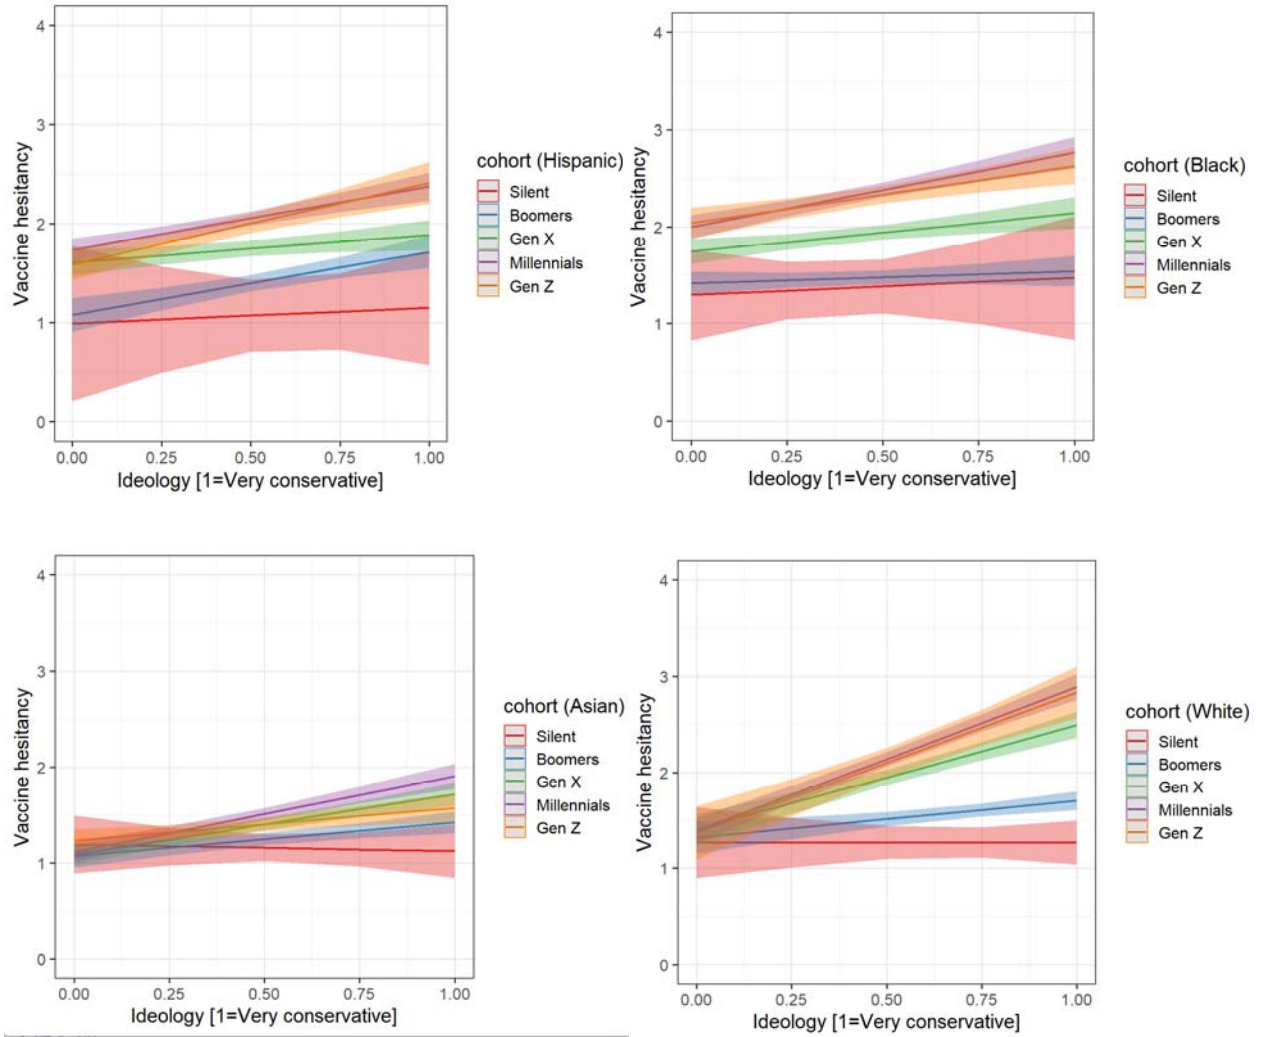 4
3
2
1
0
Vaccine hesitancy
0.00 0.25 0.50 0.75 1.00
Ideology [1=Very conservative]
cohort (Hispanic)
Silent
Boomers
Gen X
Millennials
Gen Z
4
3
2
1
0
Vaccine hesitancy
0.00 0.25 0.50 0.75 1.00
Ideology [1=Very conservative]
cohort (Black)
Silent
Boomers
Gen X
Millennials
Gen Z
4
3
2
1
0
Vaccine hesitancy
0.00 0.25 0.50 0.75 1.00
Ideology [1=Very conservative]
cohort (Asian)
Silent
Boomers
Gen X
Millennials
Gen Z
4
3
2
1
0
Vaccine hesitancy
0.00 0.25 0.50 0.75 1.00
Ideology [1=Very conservative]
cohort (White)
Silent
Boomers
Gen X
Millennials
Gen Z